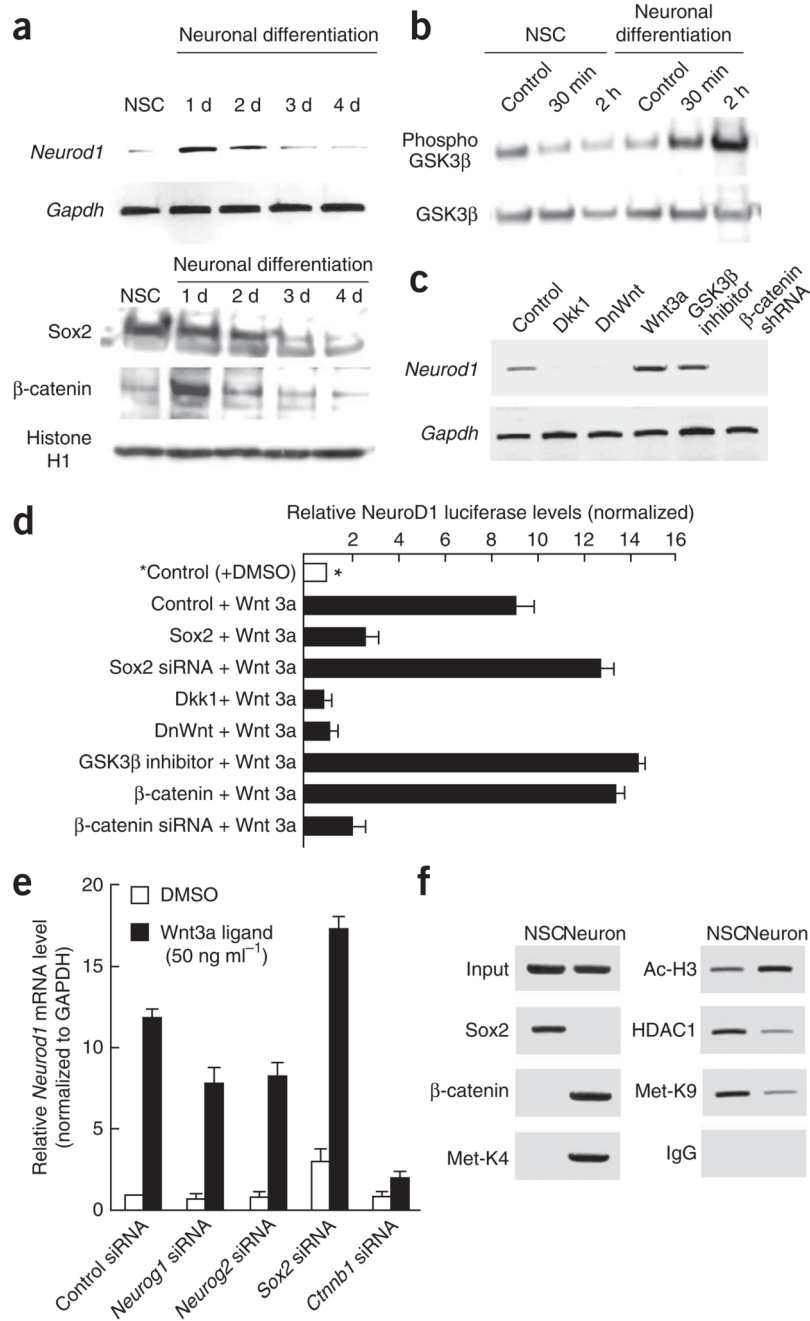 a
Neuronal differentiation
NSC 1 d 2 d 3 d 4 d
Neurod1
Gapdh
Neuronal differentiation
NSC 1 d 2 d 3 d 4 d
Sox2
β-catenin
Histone
H1
b
NSC
Neuronal
differentiation
Control 30 min 2 h Control 30 min 2 h
Phospho
GSK3β
GSK3β
c
Control Dkk1 DnWnt Wnt3a GSK3β inhibitor β-catenin shRNA
Neurod1
Gapdh
d
Relative NeuroD1 luciferase levels (normalized)
2 4 6 8 10 12 14 16
*Control (+DMSO) *
Control + Wnt 3a
Sox2 + Wnt 3a
Sox2 siRNA + Wnt 3a
Dkk1+ Wnt 3a
DnWnt + Wnt 3a
GSK3β inhibitor + Wnt 3a
β-catenin + Wnt 3a
β-catenin siRNA + Wnt 3a
e
Relative Neurod1 mRNA level
(normalized to GAPDH)
20
15
10
5
0
DMSO
Wnt3a ligand
(50 ng ml⁻¹)
Control siRNA
Neurog1 siRNA
Neurog2 siRNA
Sox2 siRNA
Ctnnb1 siRNA
f
NSC Neuron
Input
Sox2
β-catenin
Met-K4
NSC Neuron
Ac-H3
HDAC1
Met-K9
IgG